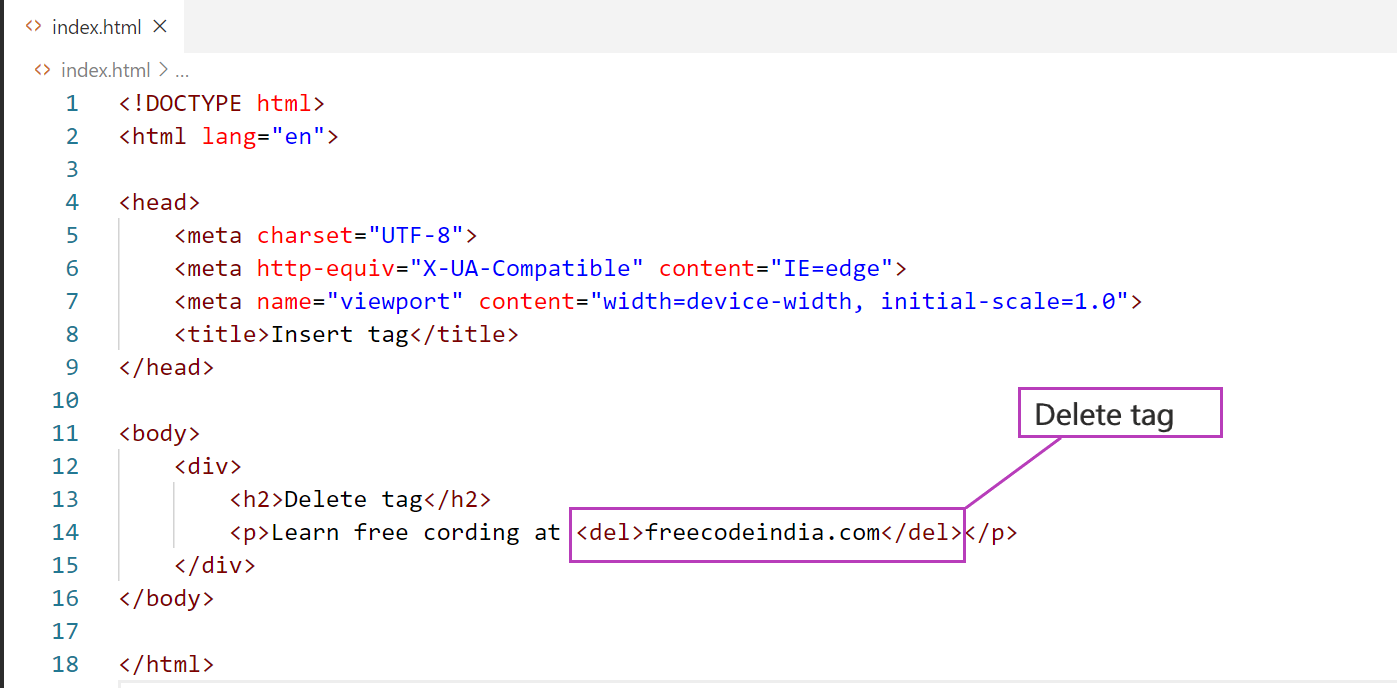 index.html
index.html > ...
1 <!DOCTYPE html>
2 <html lang="en">
3
4 <head>
5     <meta charset="UTF-8">
6     <meta http-equiv="X-UA-Compatible" content="IE=edge">
7     <meta name="viewport" content="width=device-width, initial-scale=1.0">
8     <title>Insert tag</title>
9 </head>
10
Delete tag
11 <body>
12     <div>
13         <h2>Delete tag</h2>
14         <p>Learn free cording at <del>freecodeindia.com</del></p>
15     </div>
16 </body>
17
18 </html>